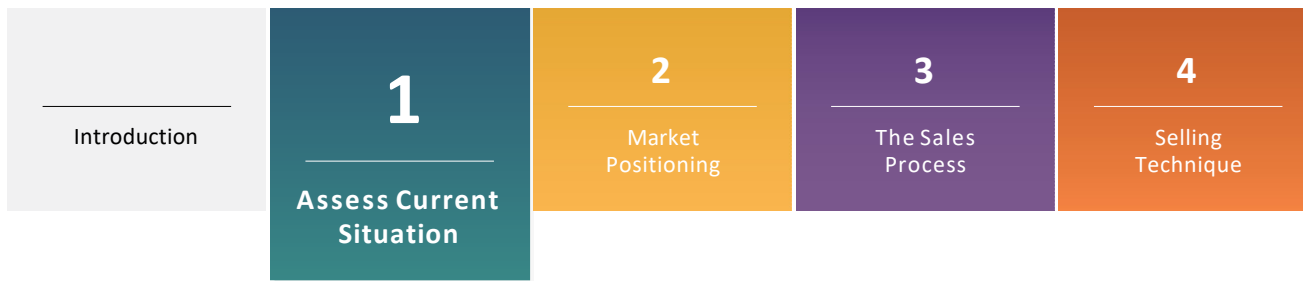 Introduction
1
Assess Current
Situation
2
Market
Positioning
3
The Sales
Process
4
Selling
Technique